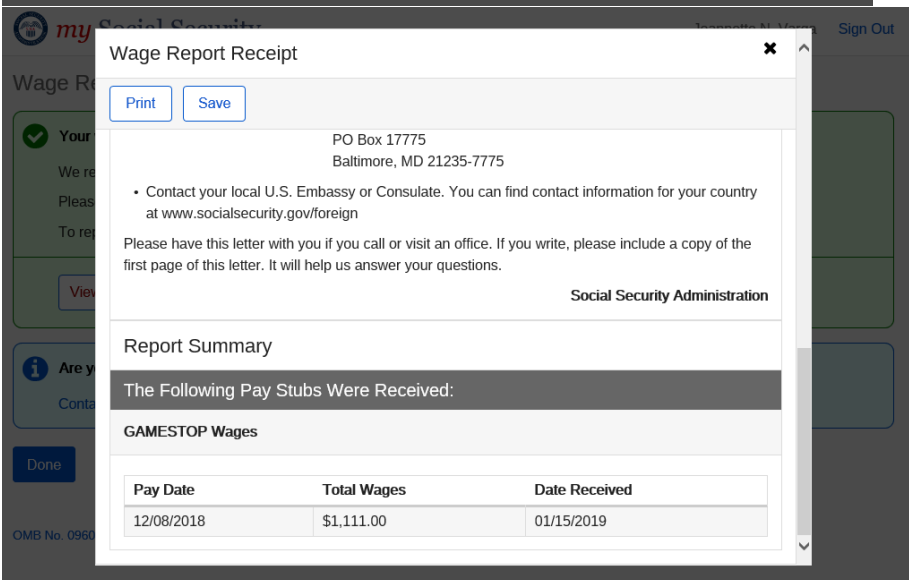 my Social Security
Sign Out
Wage Report Receipt
Wage Re
Print
Save
Your
PO Box 17775
Baltimore, MD 21235-7775
We re
• Contact your local U.S. Embassy or Consulate. You can find contact information for your country
at www.socialsecurity.gov/foreign
Pleas
To rep
Please have this letter with you if you call or visit an office. If you write, please include a copy of the
first page of this letter. It will help us answer your questions.
View
Social Security Administration
Report Summary
Are y
The Following Pay Stubs Were Received:
Conta
GAMESTOP Wages
Done
Pay Date Total Wages Date Received
12/08/2018 $1,111.00 01/15/2019
OMB No. 0960